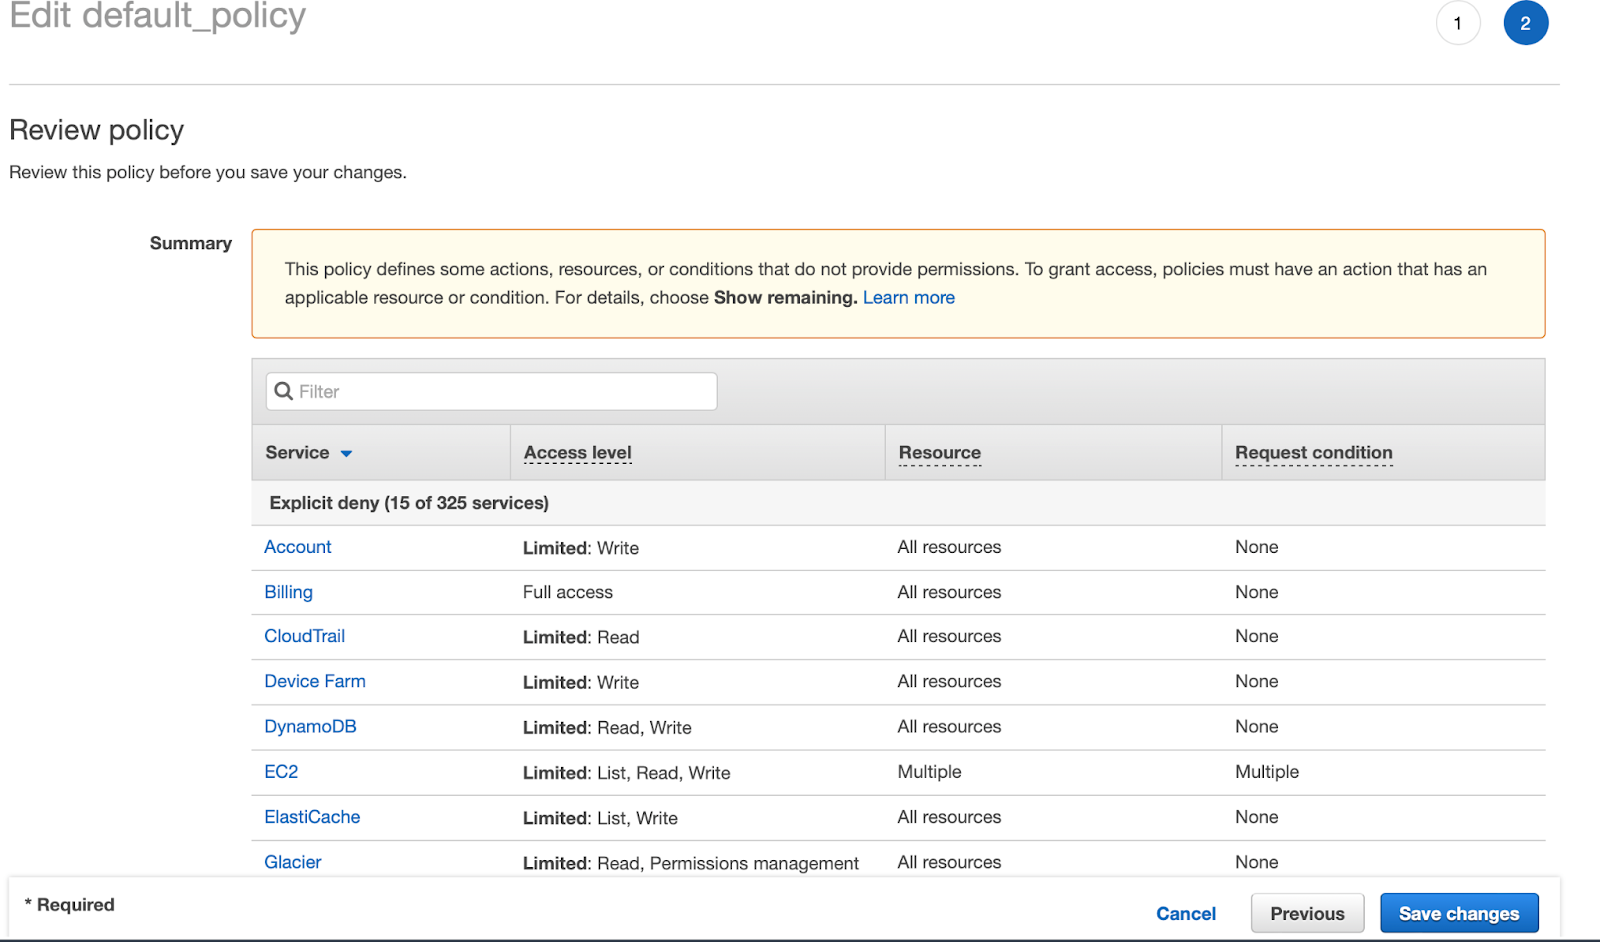 Edit default_policy
1
2
Review policy
Review this policy before you save your changes.
Summary
This policy defines some actions, resources, or conditions that do not provide permissions. To grant access, policies must have an action that has an
applicable resource or condition. For details, choose Show remaining. Learn more
Filter
Service Access level Resource Request condition
Explicit deny (15 of 325 services)
Account Limited: Write All resources None
Billing Full access All resources None
CloudTrail Limited: Read All resources None
Device Farm Limited: Write All resources None
DynamoDB Limited: Read, Write All resources None
EC2 Limited: List, Read, Write Multiple Multiple
ElastiCache Limited: List, Write All resources None
Glacier Limited: Read, Permissions management All resources None
* Required
Cancel Previous Save changes